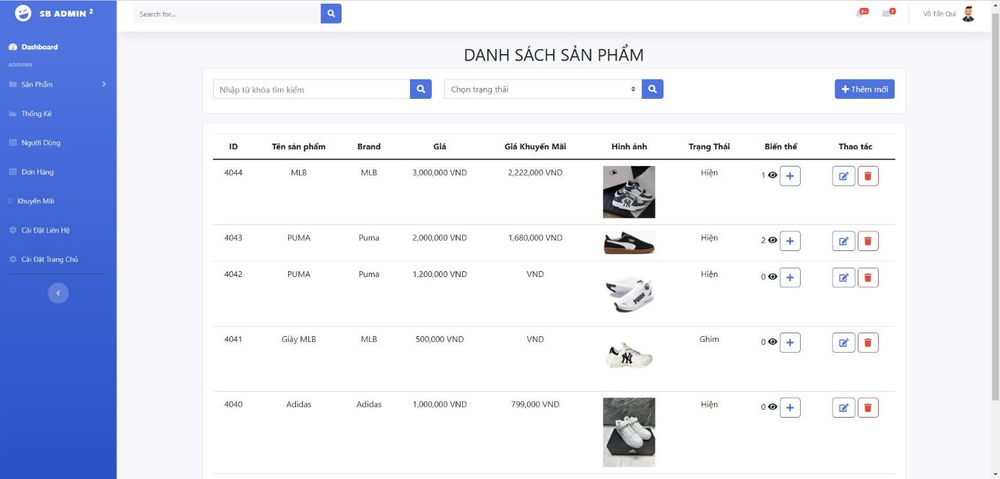 SB ADMIN 2
Search for...
3+
7
Võ Tấn Qui
Dashboard
ADDONS
Sản Phẩm
Thống Kê
Người Dùng
Đơn Hàng
Khuyến Mãi
Cài Đặt Liên Hệ
Cài Đặt Trang Chủ
DANH SÁCH SẢN PHẨM
Nhập từ khóa tìm kiếm
Chọn trạng thái
Thêm mới
ID Tên sản phẩm Brand Giá Giá Khuyến Mãi Hình ảnh Trạng Thái Biến thể Thao tác
4044 MLB MLB 3,000,000 VND 2,222,000 VND Hiện 1
4043 PUMA Puma 2,000,000 VND 1,680,000 VND Hiện 2
4042 PUMA Puma 1,200,000 VND VND Hiện 0
PUMA
4041 Giày MLB MLB 500,000 VND VND Ghim 0
4040 Adidas Adidas 1,000,000 VND 799,000 VND Hiện 0